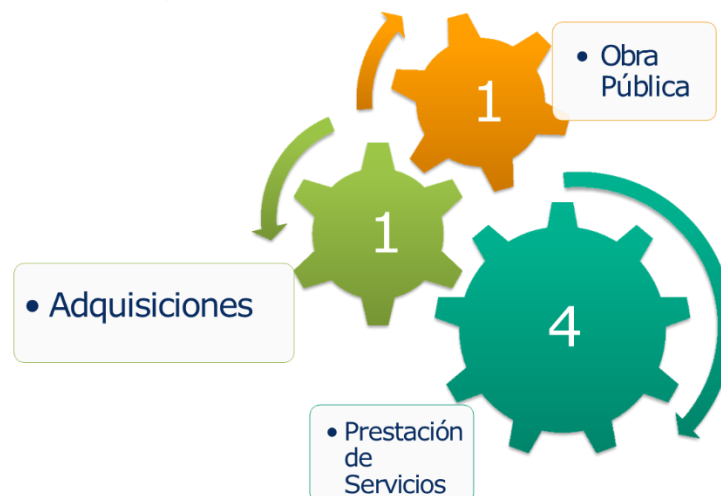 1
• Obra
Pública
1
• Adquisiciones
4
• Prestación
de
Servicios